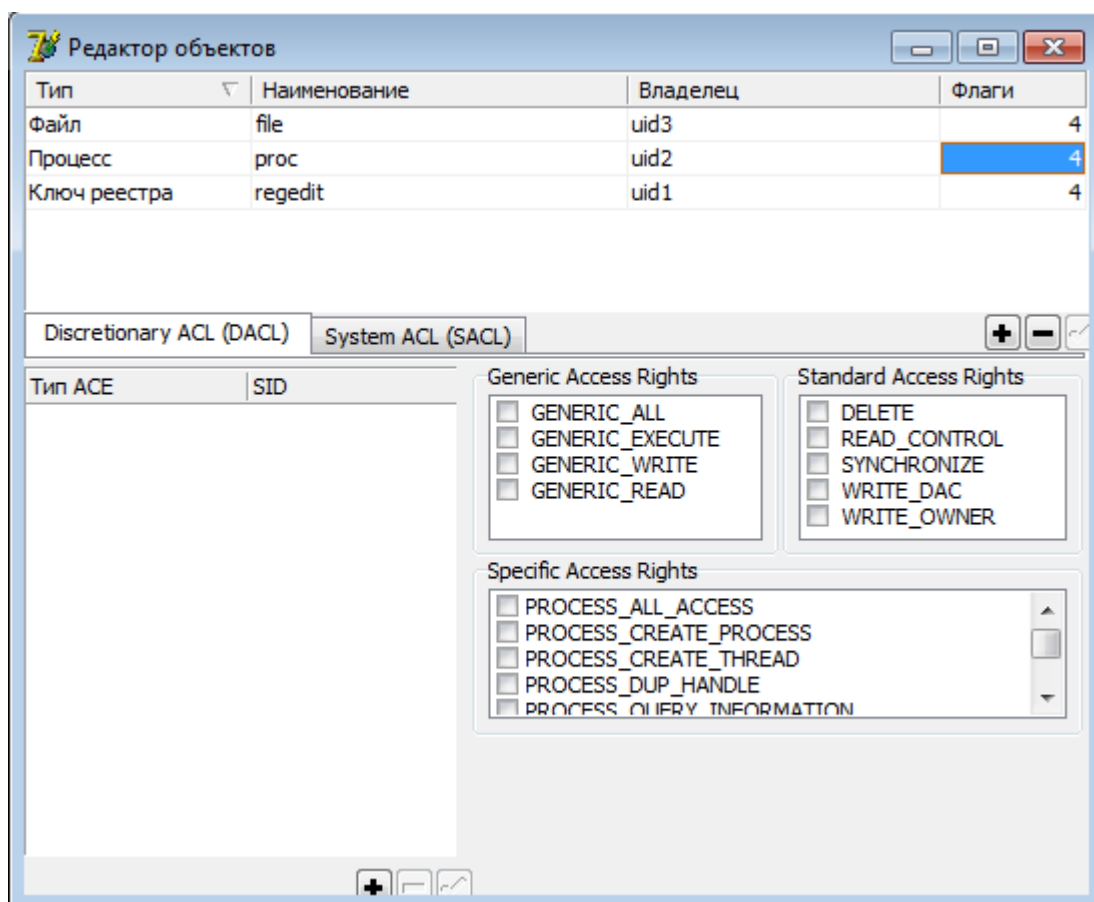 Редактор объектов
Тип Наименование Владелец Флаги
Файл file uid3 4
Процесс proc uid2 4
Ключ реестра regedit uid1 4
Discretionary ACL (DACL) System ACL (SACL)
Тип ACE SID
Generic Access Rights
GENERIC_ALL
GENERIC_EXECUTE
GENERIC_WRITE
GENERIC_READ
Standard Access Rights
DELETE
READ_CONTROL
SYNCHRONIZE
WRITE_DAC
WRITE_OWNER
Specific Access Rights
PROCESS_ALL_ACCESS
PROCESS_CREATE_PROCESS
PROCESS_CREATE_THREAD
PROCESS_DUP_HANDLE
PROCESS_QUERY_INFORMATION